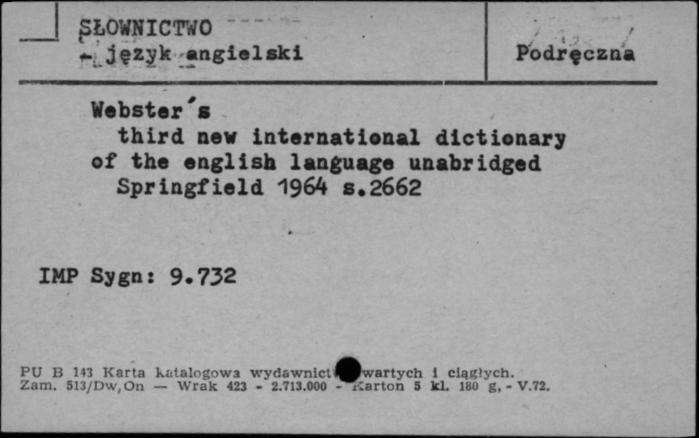 SŁOWNICTWO
- język angielski
Podręczna
Webster's
third new international dictionary
of the english language unabridged
Springfield 1964 s.2662
IMP Sygn: 9.732
PU B 143 Karta katalogowa wydawnict wartych i ciągłych.
Zam. 513/Dw,On — Wrak 423 - 2.713.000 - Karton 5 kl. 180 g. - V.72.